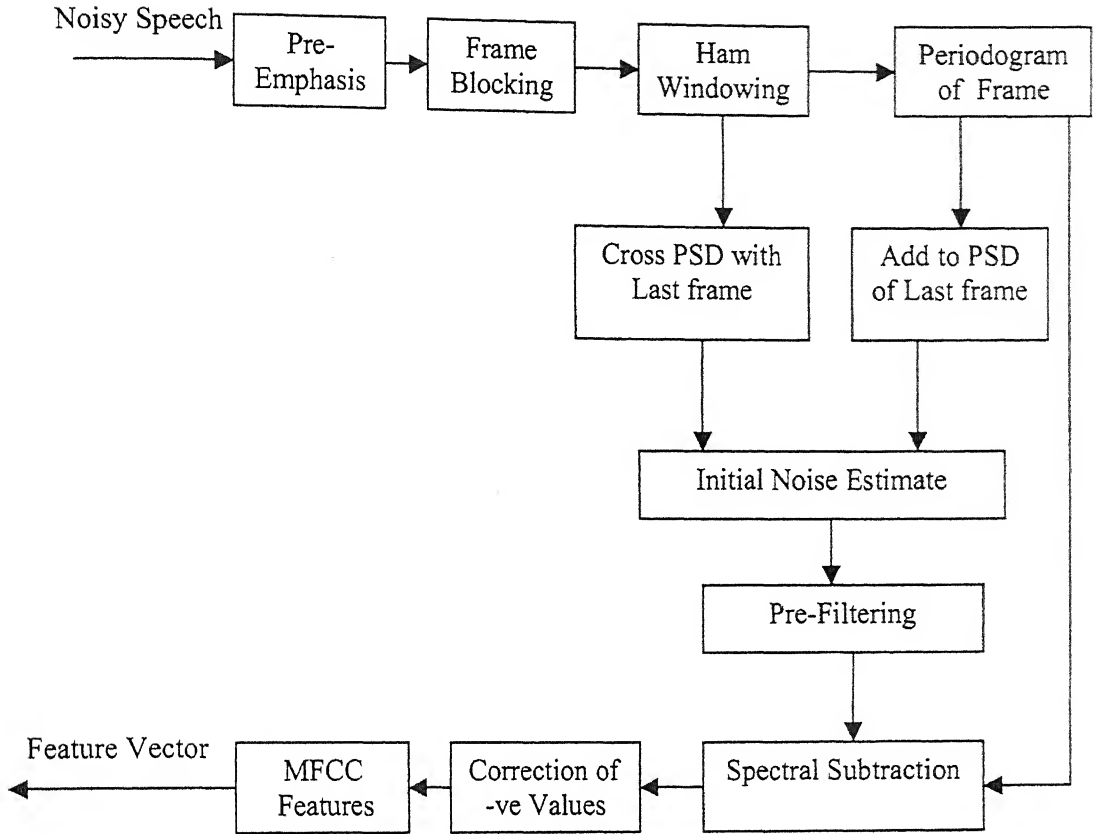 Noisy Speech
Pre-
Emphasis
Frame
Blocking
Ham
Windowing
Periodogram
of Frame
Cross PSD with
Last frame
Add to PSD
of Last frame
Initial Noise Estimate
Pre-Filtering
Spectral Subtraction
Correction of
-ve Values
MFCC
Features
Feature Vector